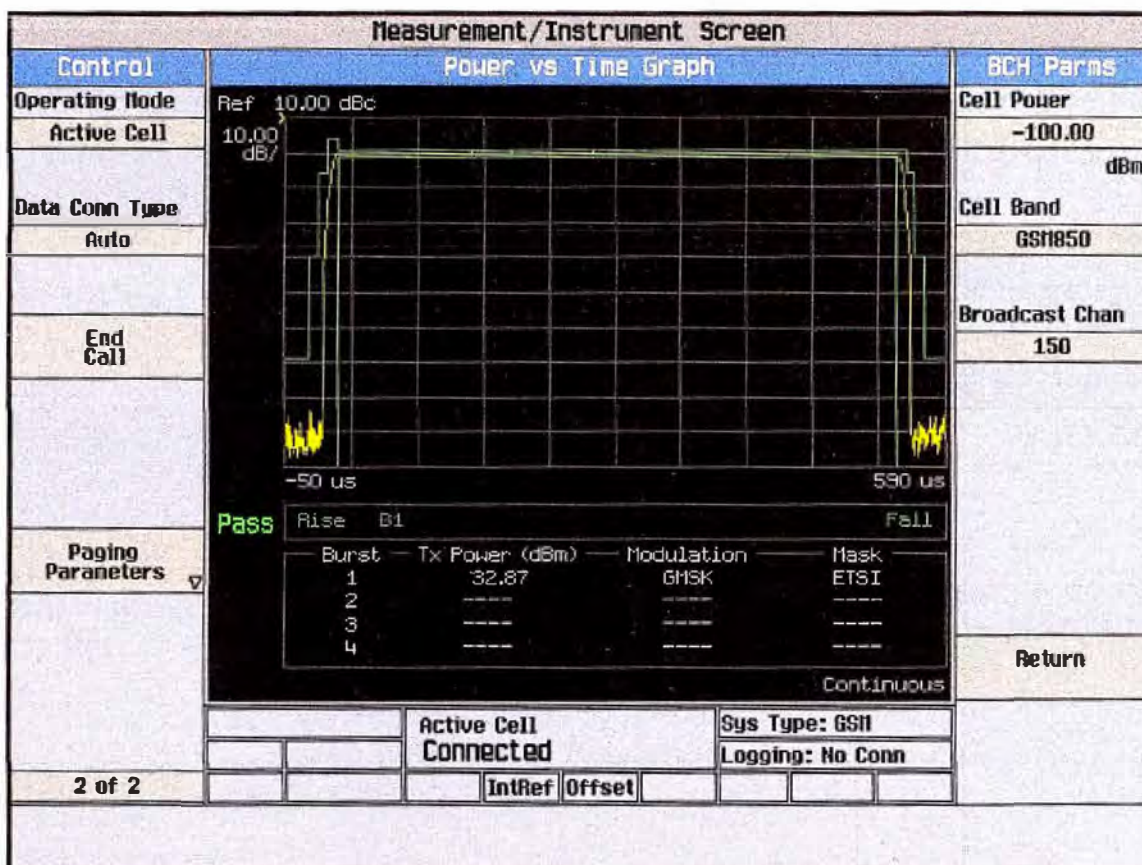 Measurement/Instrument Screen
Control
Operating Mode
Active Cell
Data Conn Type
Auto
End
Call
Paging
Parameters
2 of 2
Power vs Time Graph
Ref 10.00 dBc
10.00
dB/
-50 us
590 us
Pass
Rise B1 Fall
Burst Tx Power (dBm) Modulation Mask
1 32.87 GMSK ETSI
2 ---- ---- ----
3 ---- ---- ----
4 ---- ---- ----
Continuous
Active Cell
Connected
Sys Type: GSM
Logging: No Conn
IntRef Offset
BCH Parms
Cell Power
-100.00
dBm
Cell Band
GSM850
Broadcast Chan
150
Return